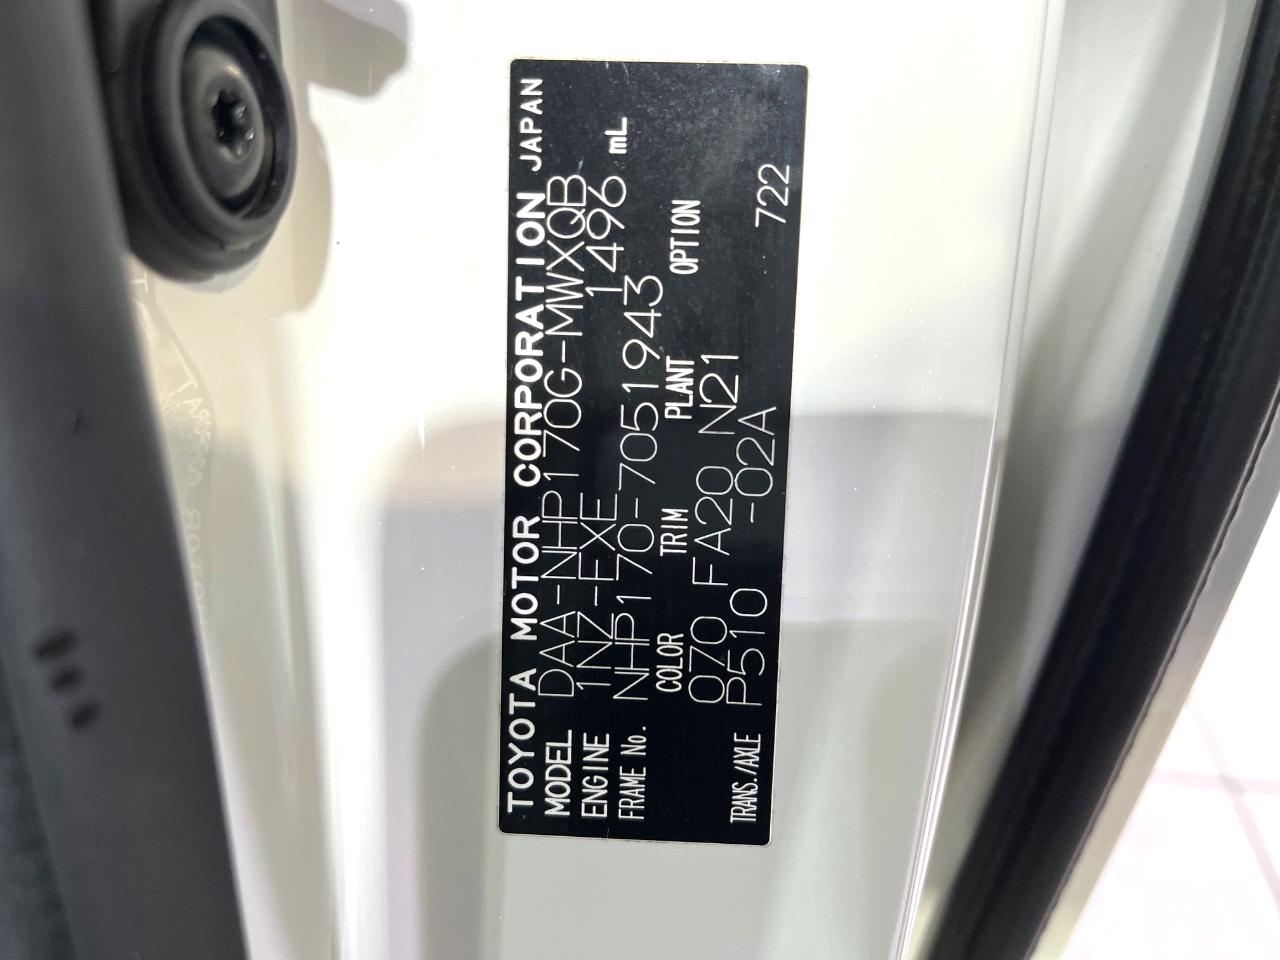 TOYOTA MOTOR CORPORATION JAPAN
MODEL DAA-NHP170G-MWXQB
ENGINE 1NZ-FXE 1496 mL
FRAME No. NHP170-7051943
COLOR TRIM PLANT OPTION
070 FA20 N21
TRANS./AXLE P510 -02A 722